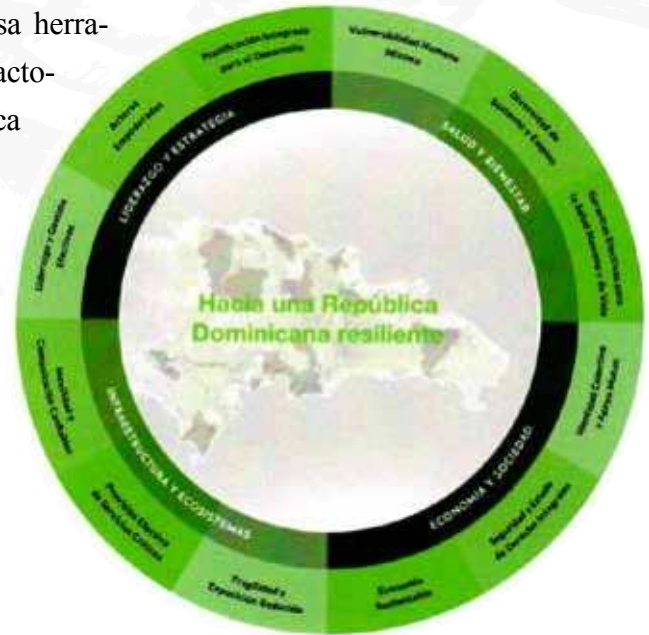 sa herra-
acto-
ca
Planificación Integrada
para el Desarrollo
Vulnerabilidad Humana
Mínima
Diversidad de
Sustento y Empleo
Garantías Efectivas para
La Salud Humana y de Vida
Identidad Colectiva
y Apoyo Mutuo
Seguridad y Estado
de Derecho Integrados
Economía
Sustentable
Fragilidad y
Exposición Reducida
Provisión Efectiva
de Servicios Críticos
Movilidad y
Comunicación Confiables
Liderazgo y Gestión
Efectivos
Actores
Empoderados
LIDERAZGO Y ESTRATEGIA
SALUD Y BIENESTAR
ECONOMÍA Y SOCIEDAD
INFRAESTRUCTURA Y ECOSISTEMAS
Hacia una República
Dominicana resiliente